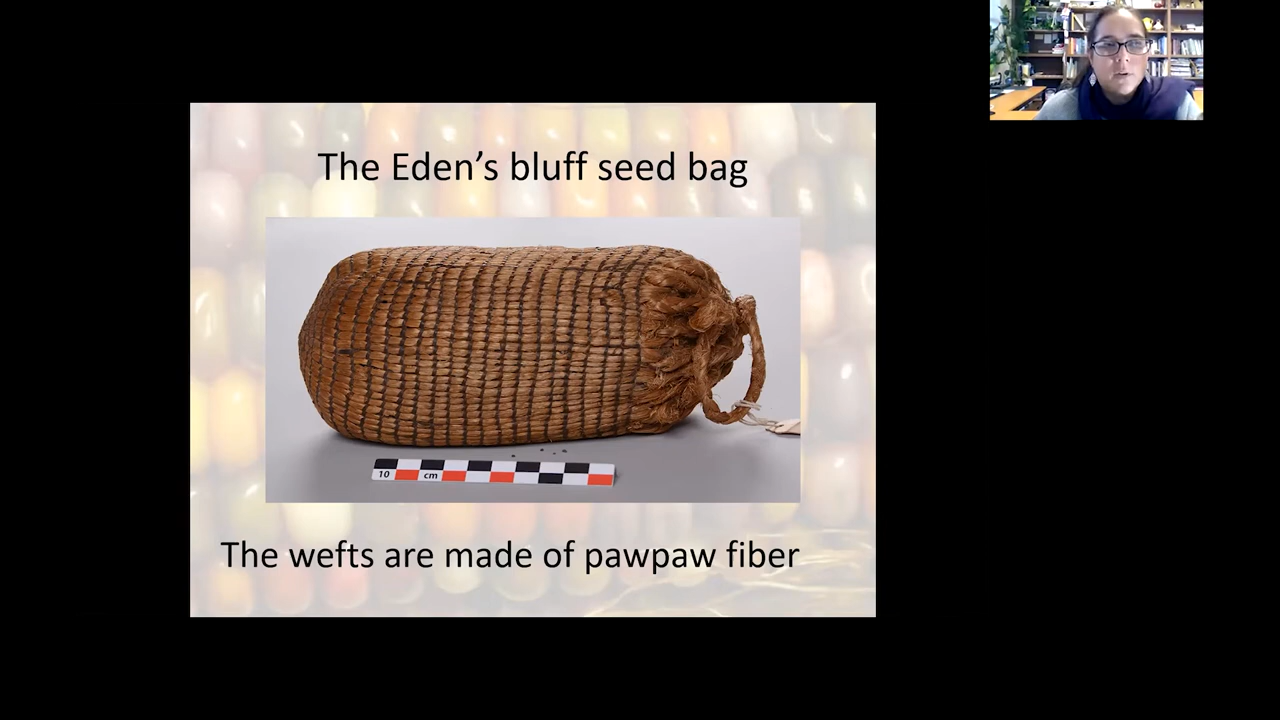 The Eden’s bluff seed bag
10 cm
The wefts are made of pawpaw fiber